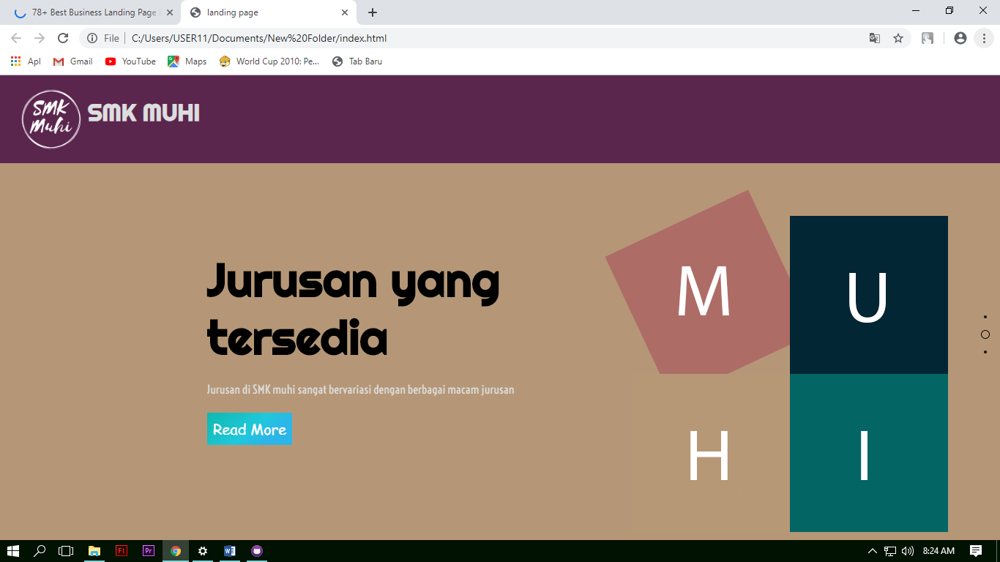 78+ Best Business Landing Page
landing page
File
C:/Users/USER11/Documents/New%20Folder/index.html
Apl
Gmail
YouTube
Maps
World Cup 2010: Pe...
Tab Baru
SMK
Muhi
SMK MUHI
Jurusan yang
tersedia
Jurusan di SMK muhi sangat bervariasi dengan berbagai macam jurusan
Read More
M
U
H
I
Fl
Pr
8:24 AM